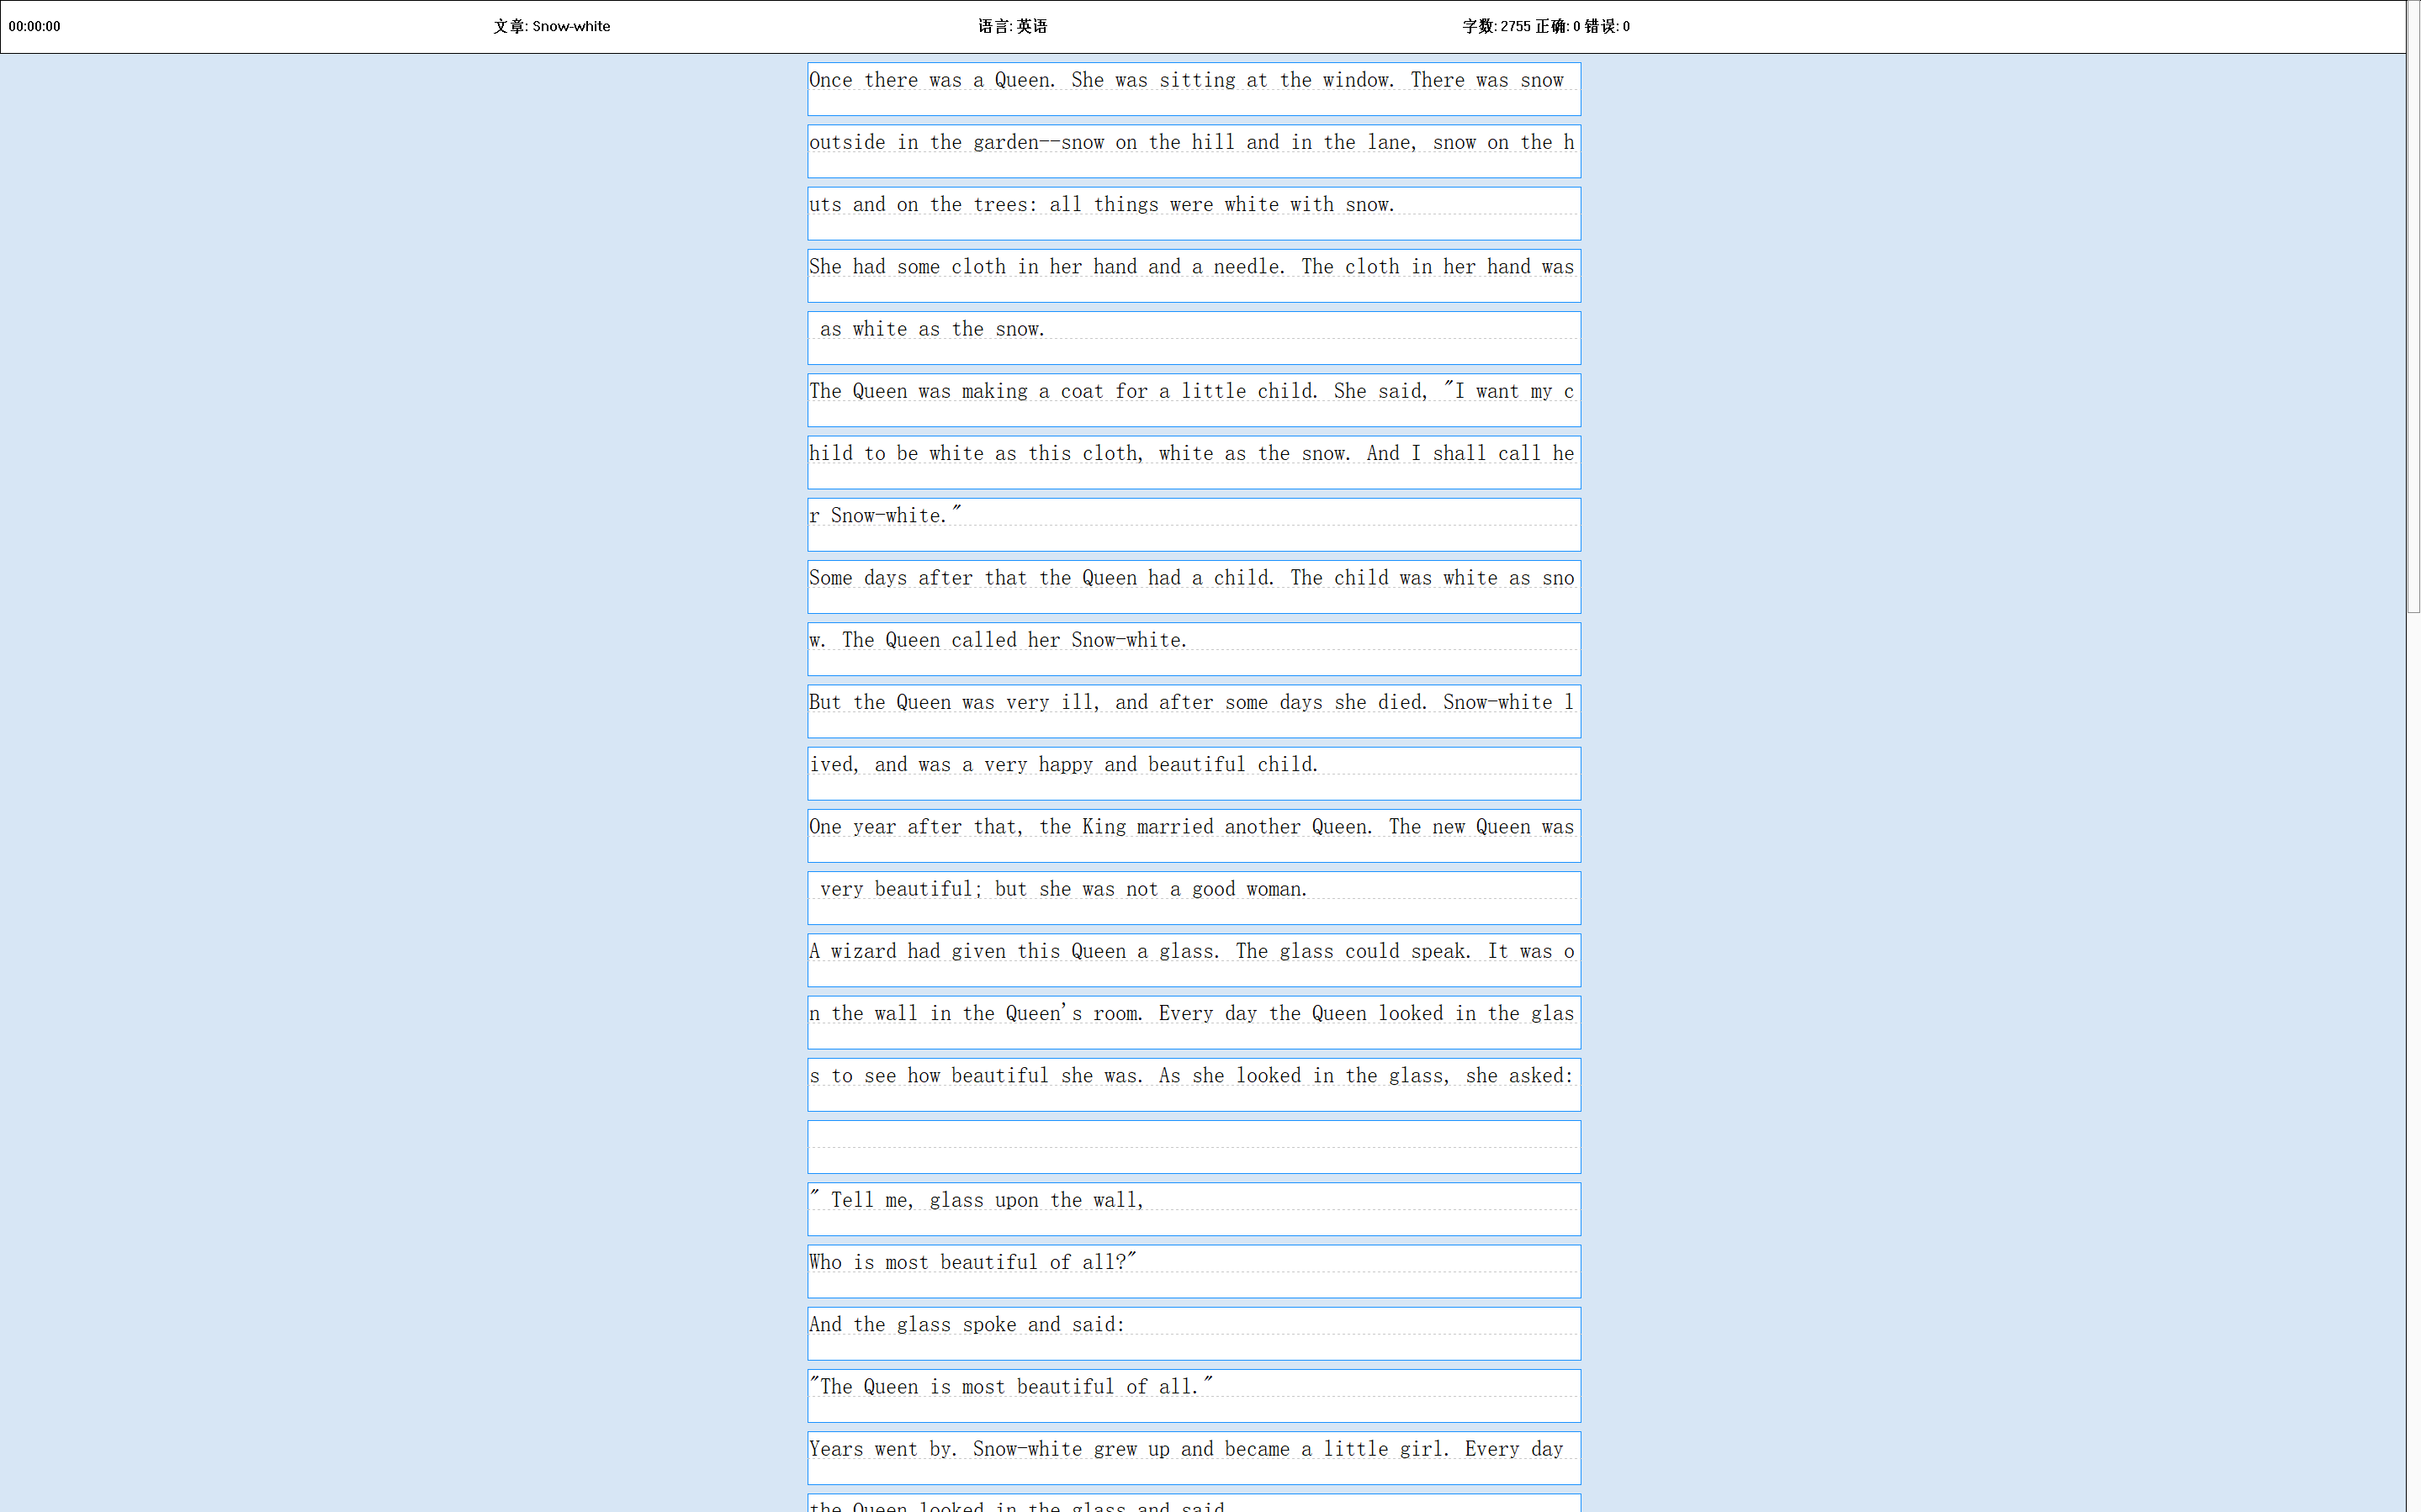 00:00:00 文章: Snow-white 语言: 英语 字数: 2755 正确: 0 错误: 0
Once there was a Queen. She was sitting at the window. There was snow
outside in the garden--snow on the hill and in the lane, snow on the h
uts and on the trees: all things were white with snow.
She had some cloth in her hand and a needle. The cloth in her hand was
as white as the snow.
The Queen was making a coat for a little child. She said, "I want my c
hild to be white as this cloth, white as the snow. And I shall call he
r Snow-white."
Some days after that the Queen had a child. The child was white as sno
w. The Queen called her Snow-white.
But the Queen was very ill, and after some days she died. Snow-white l
ived, and was a very happy and beautiful child.
One year after that, the King married another Queen. The new Queen was
very beautiful; but she was not a good woman.
A wizard had given this Queen a glass. The glass could speak. It was o
n the wall in the Queen's room. Every day the Queen looked in the glas
s to see how beautiful she was. As she looked in the glass, she asked:
" Tell me, glass upon the wall,
Who is most beautiful of all?"
And the glass spoke and said:
"The Queen is most beautiful of all."
Years went by. Snow-white grew up and became a little girl. Every day
the Queen looked in the glass and said